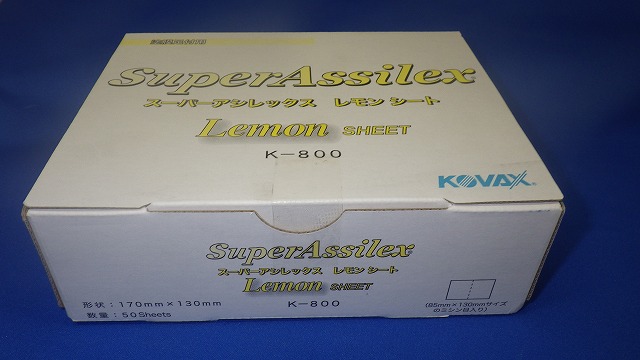 SuperAssilex
スーパーアシレックス レモン シート
Lemon SHEET
K-800
KOVAX®
SuperAssilex
スーパーアシレックス レモン シート
Lemon SHEET
K-800
形状：170mm×130mm
数量：50Sheets
(85mm×130mmサイズ
のミシン目入り)